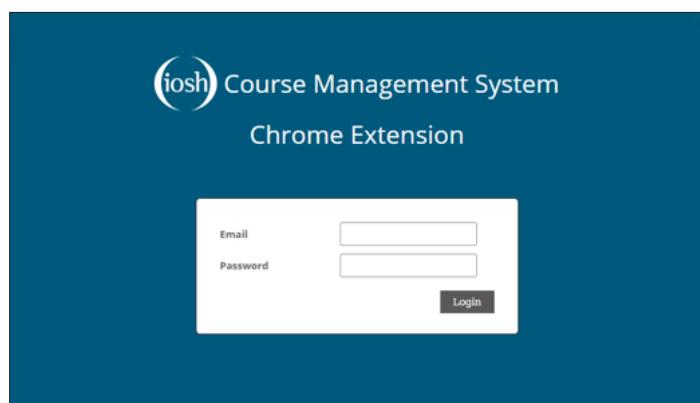 iosh Course Management System
Chrome Extension
Email
Password
Login